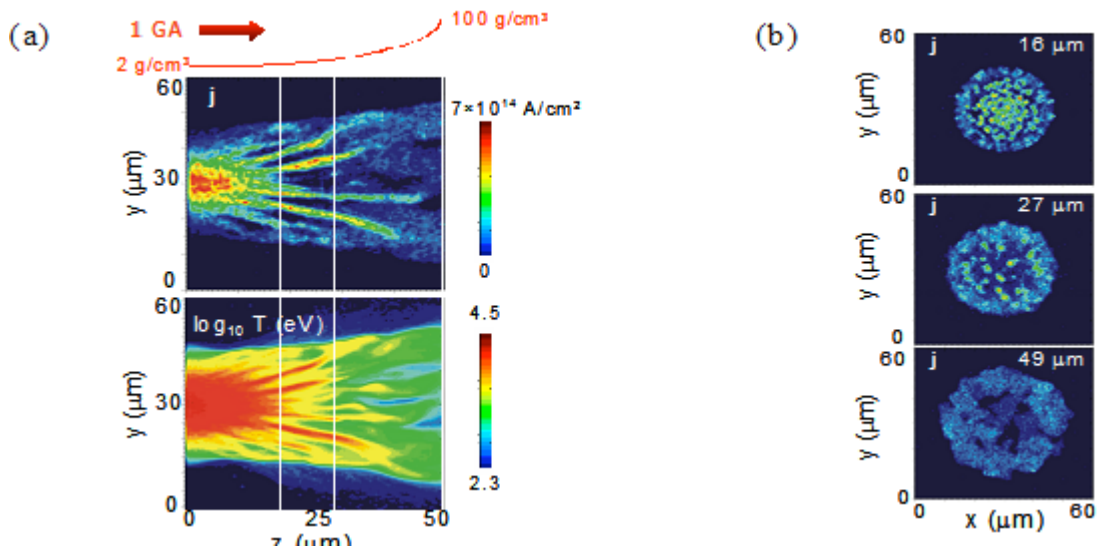 (a)
1 GA
100 g/cm³
2 g/cm³
60
j
7×10¹⁴ A/cm²
y (μm)
30
0
0
60
log₁₀ T (eV)
4.5
y (μm)
30
0
2.3
0
25
50
z (μm)
(b)
60
j
16 μm
y (μm)
0
60
j
27 μm
y (μm)
0
60
j
49 μm
y (μm)
0
0
60
x (μm)